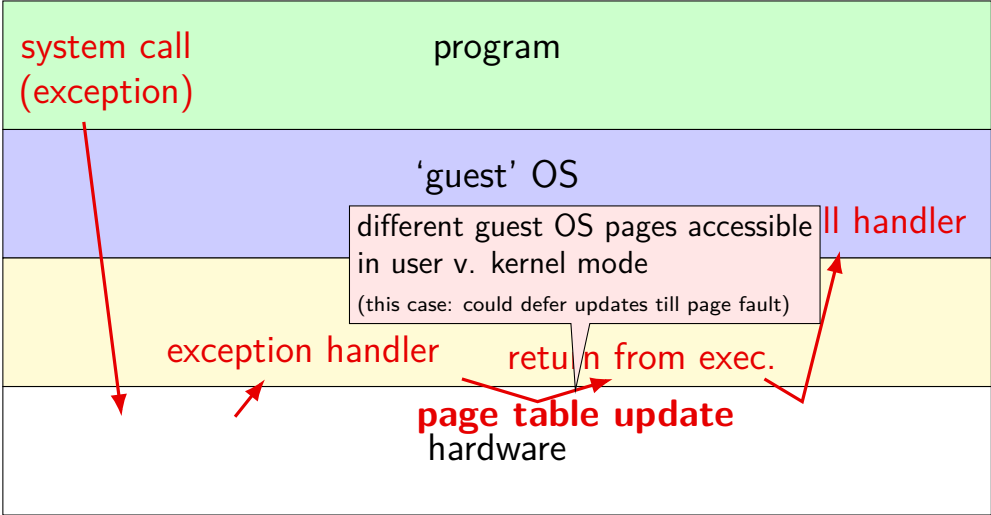 system call
(exception)
program
‘guest’ OS
different guest OS pages accessible
in user v. kernel mode
(this case: could defer updates till page fault)
ll handler
exception handler
return from exec.
page table update
hardware